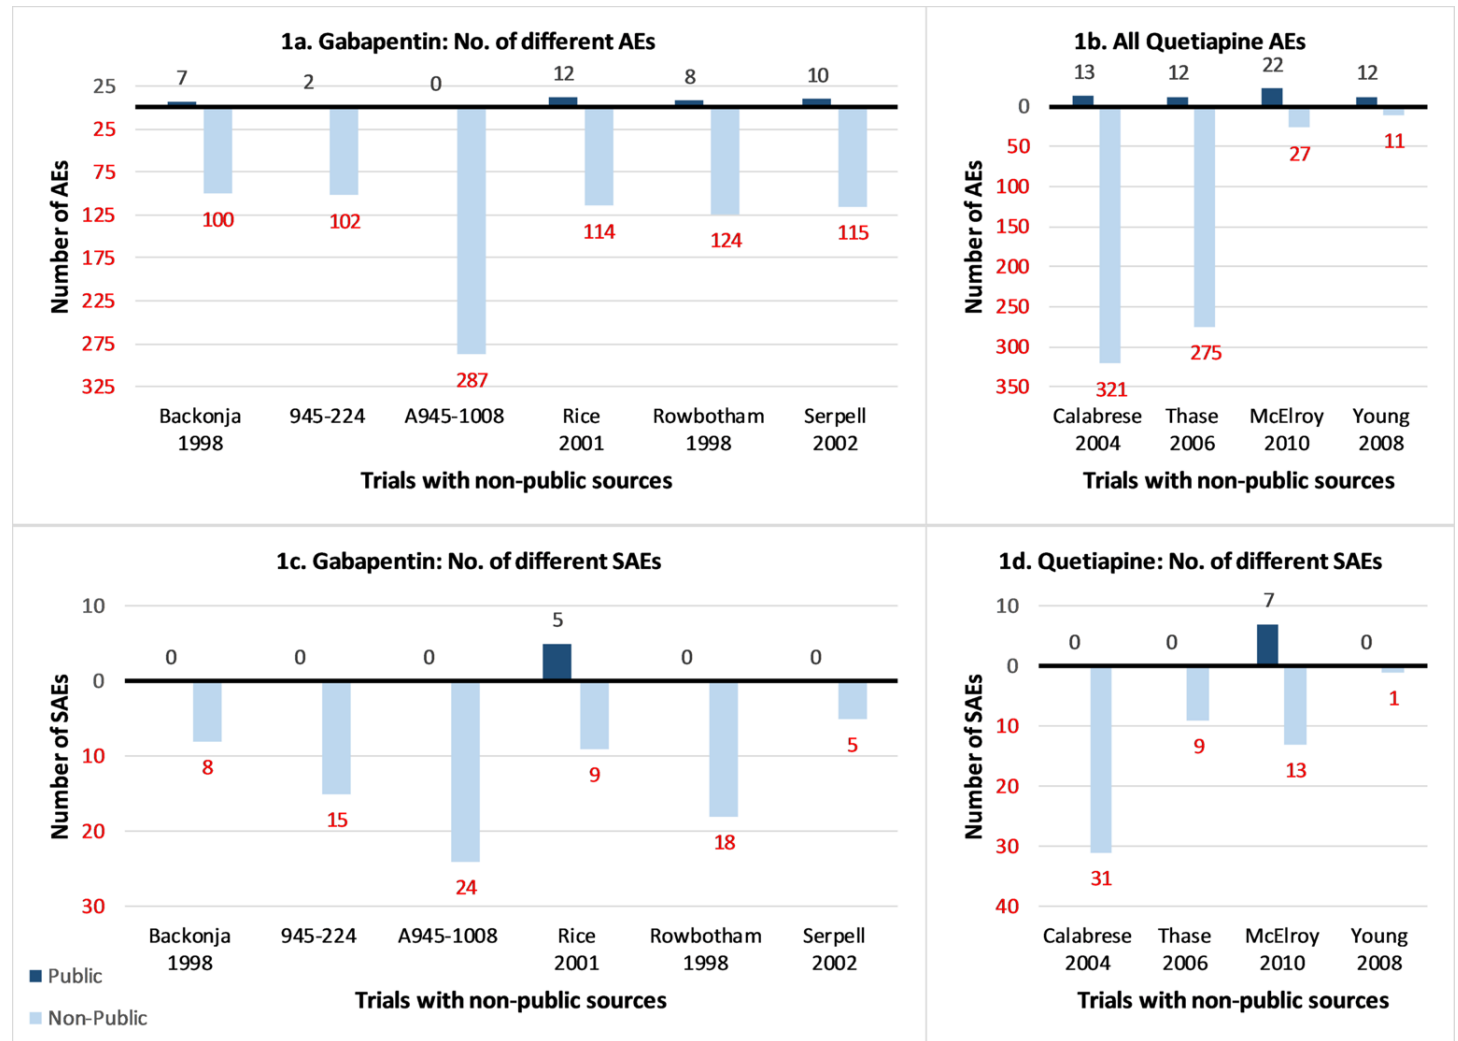 1a. Gabapentin: No. of different AEs
7 2 0 12 8 10
25
25
75
125
175
225
275
325
Number of AEs
100 102 287 114 124 115
Backonja 945-224 A945-1008 Rice Rowbotham Serpell
1998 2001 1998 2002
Trials with non-public sources
1b. All Quetiapine AEs
13 12 22 12
0
50
100
150
200
250
300
350
Number of AEs
321 275 27 11
Calabrese Thase McElroy Young
2004 2006 2010 2008
Trials with non-public sources
1c. Gabapentin: No. of different SAEs
10
0
10
20
30
Number of SAEs
0 0 0 5 0 0
8 15 24 9 18 5
Backonja 945-224 A945-1008 Rice Rowbotham Serpell
1998 2001 1998 2002
Trials with non-public sources
Public
Non-Public
1d. Quetiapine: No. of different SAEs
10
0
10
20
30
40
Number of SAEs
0 0 7 0
31 9 13 1
Calabrese Thase McElroy Young
2004 2006 2010 2008
Trials with non-public sources